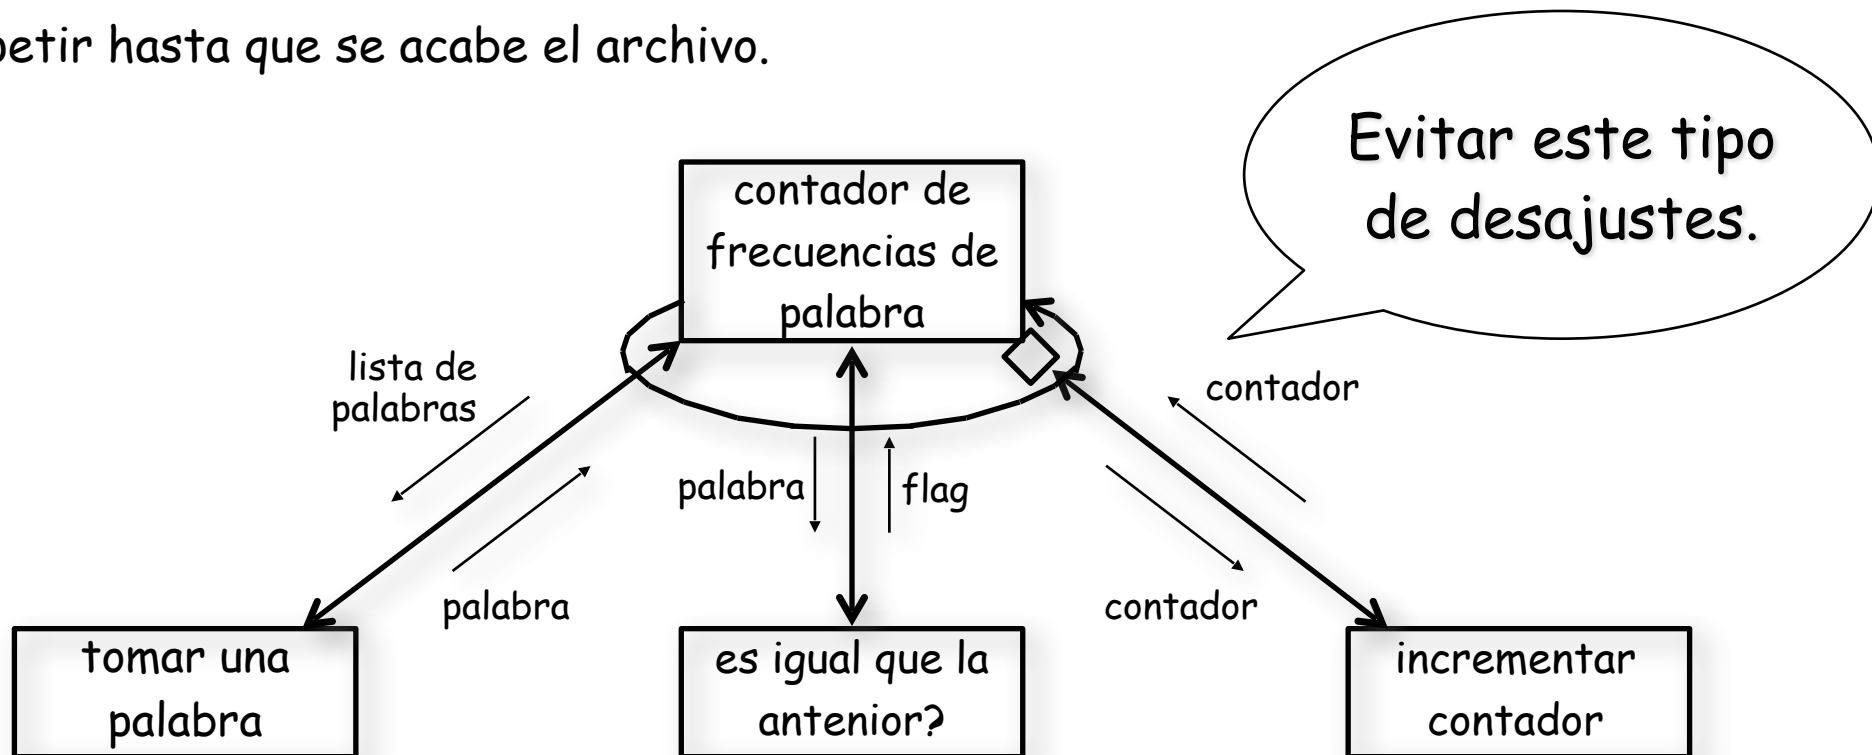 petir hasta que se acabe el archivo.
Evitar este tipo
de desajustes.
contador de
frecuencias de
palabra
lista de
palabras
contador
palabra
flag
palabra
contador
tomar una
palabra
es igual que la
antenior?
incrementar
contador